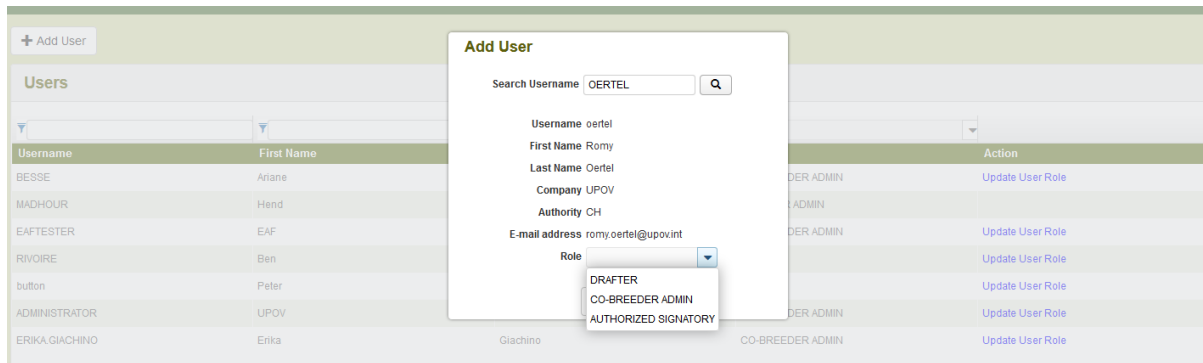 + Add User
Users
Username First Name Action
BESSE Ariane DER ADMIN Update User Role
MADHOUR Hend ADMIN
EAFTESTER EAF DER ADMIN Update User Role
RIVOIRE Ben Update User Role
button Peter Update User Role
ADMINISTRATOR UPOV DER ADMIN Update User Role
ERIKA.GIACHINO Erika Giachino CO-BREEDER ADMIN Update User Role
Add User
Search Username OERTEL
Username oertel
First Name Romy
Last Name Oertel
Company UPOV
Authority CH
E-mail address romy.oertel@upov.int
Role
DRAFTER
CO-BREEDER ADMIN
AUTHORIZED SIGNATORY